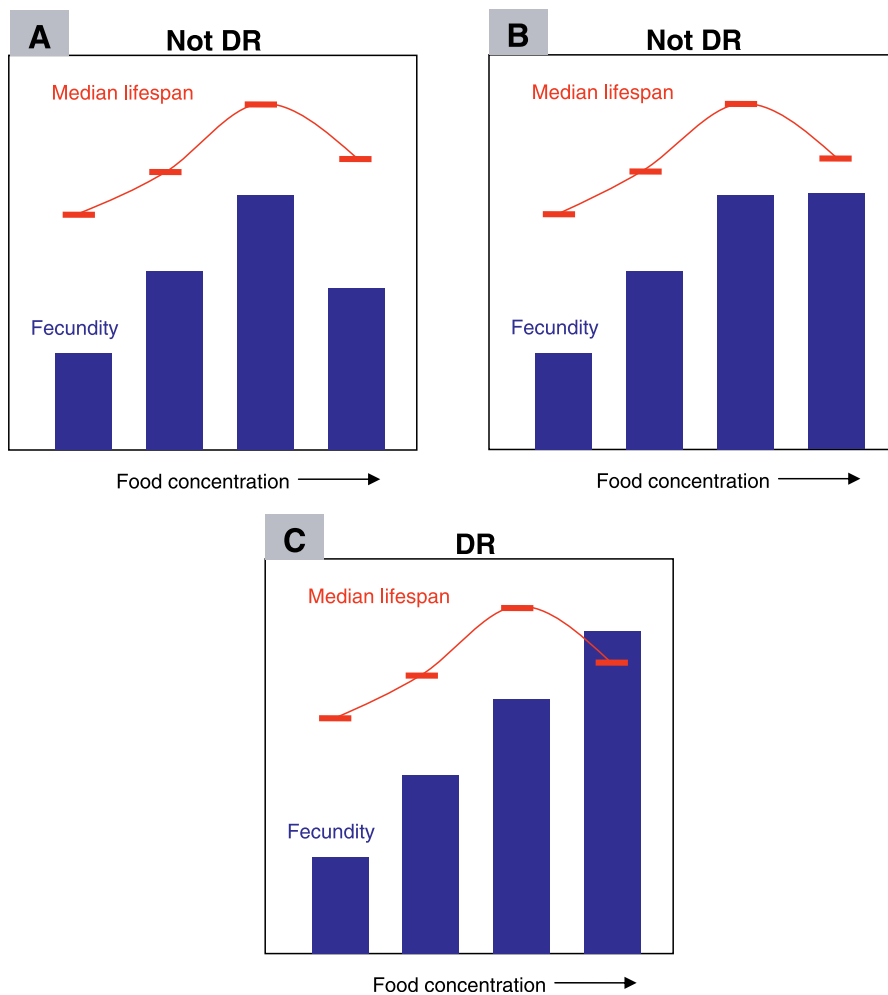 A
Not DR
Median lifespan
Fecundity
Food concentration
B
Not DR
Median lifespan
Fecundity
Food concentration
C
DR
Median lifespan
Fecundity
Food concentration